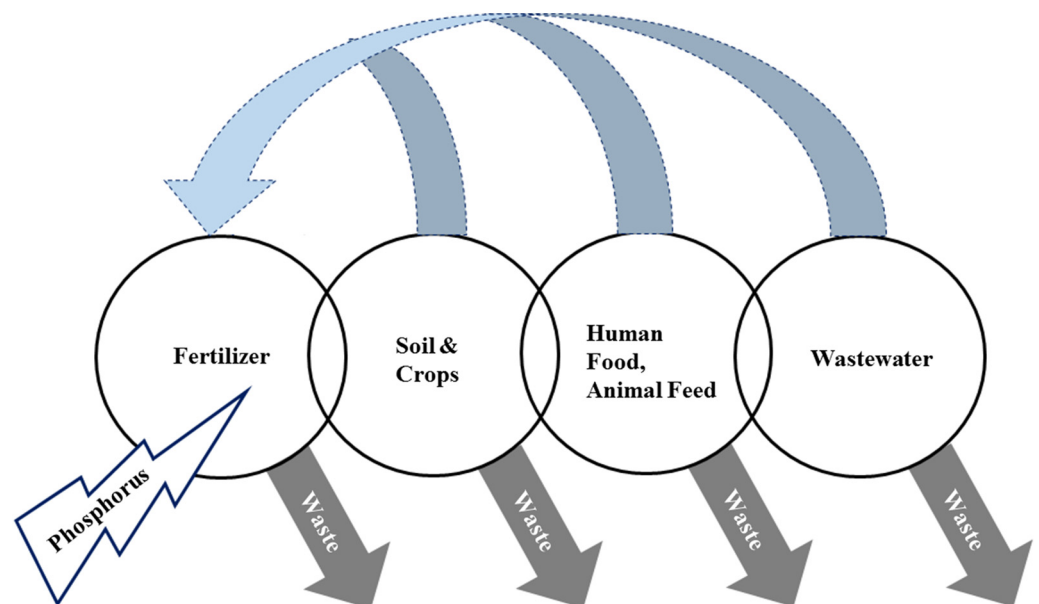 Fertilizer
Soil &
Crops
Human
Food,
Animal Feed
Wastewater
Phosphorus
Waste
Waste
Waste
Waste